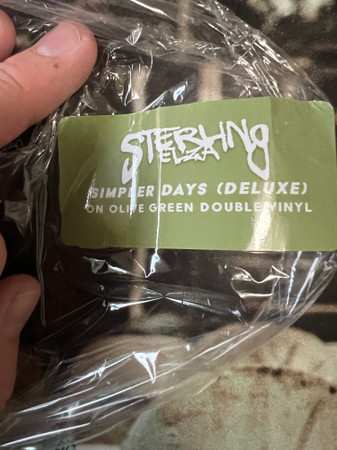 STERLING
ELZA
SIMPLER DAYS (DELUXE)
ON OLIVE GREEN DOUBLE VINYL